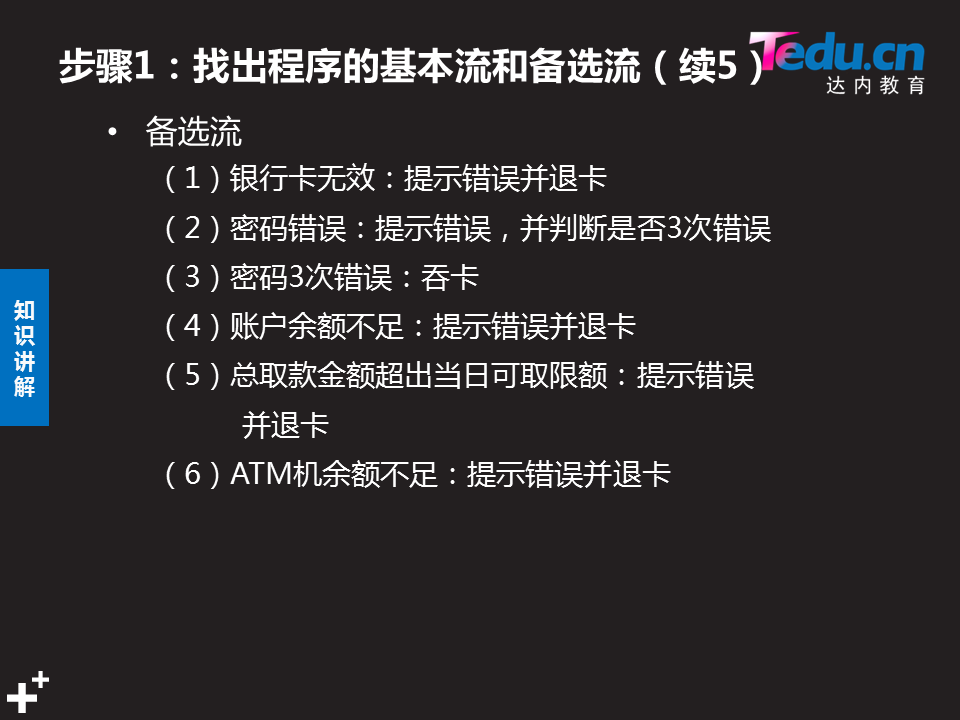 步骤1：找出程序的基本流和备选流（续5）
Tedu.cn
达内教育
• 备选流
（1）银行卡无效：提示错误并退卡
（2）密码错误：提示错误，并判断是否3次错误
（3）密码3次错误：吞卡
（4）账户余额不足：提示错误并退卡
（5）总取款金额超出当日可取限额：提示错误
并退卡
（6）ATM机余额不足：提示错误并退卡
知
识
讲
解